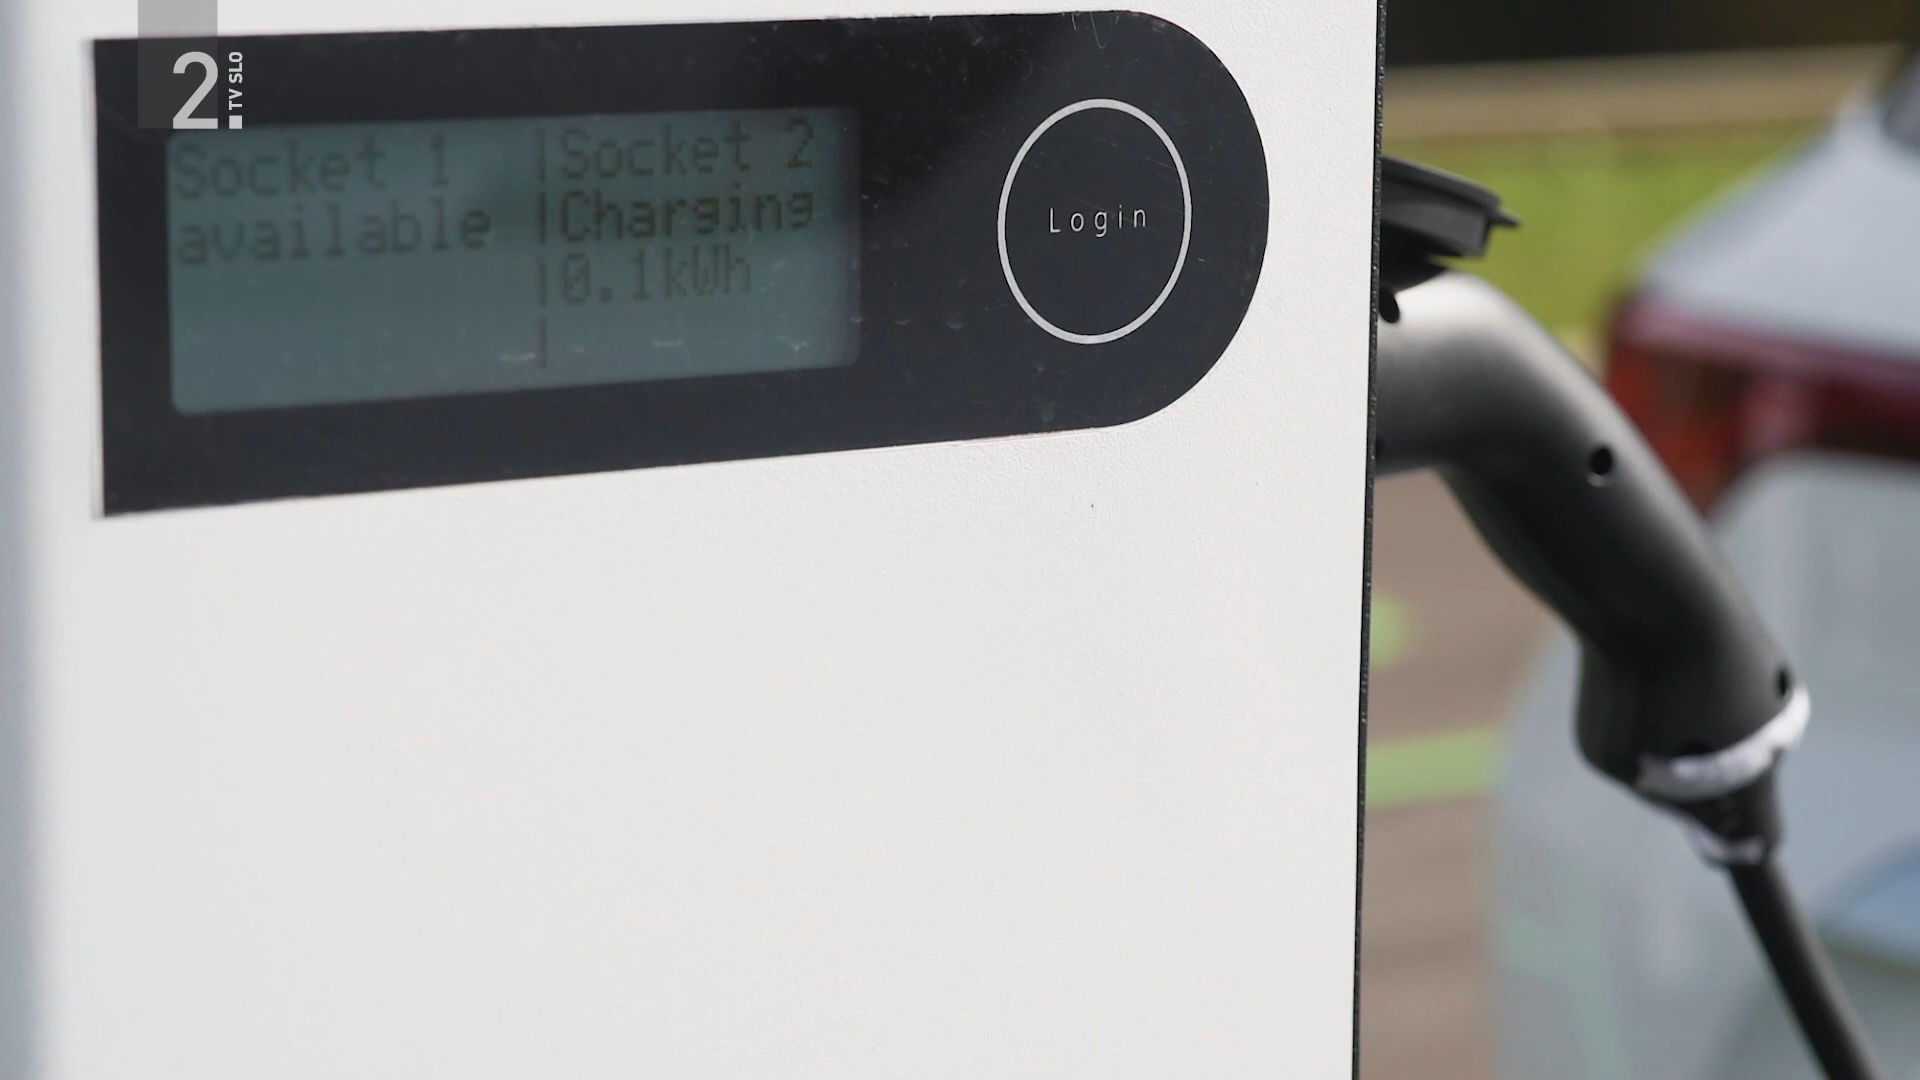 2.
TV SLO
Socket 1 |Socket 2
available |Charging
|0.1kWh
|
Login